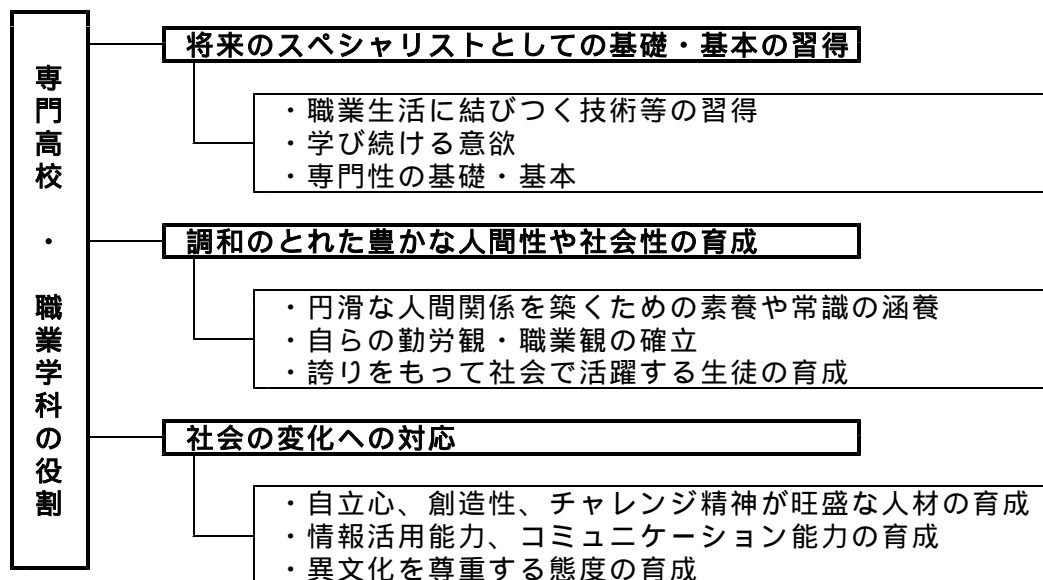 専門高校・職業学科の役割
将来のスペシャリストとしての基礎・基本の習得
・職業生活に結びつく技術等の習得
・学び続ける意欲
・専門性の基礎・基本
調和のとれた豊かな人間性や社会性の育成
・円滑な人間関係を築くための素養や常識の涵養
・自らの勤労観・職業観の確立
・誇りをもって社会で活躍する生徒の育成
社会の変化への対応
・自立心、創造性、チャレンジ精神が旺盛な人材の育成
・情報活用能力、コミュニケーション能力の育成
・異文化を尊重する態度の育成